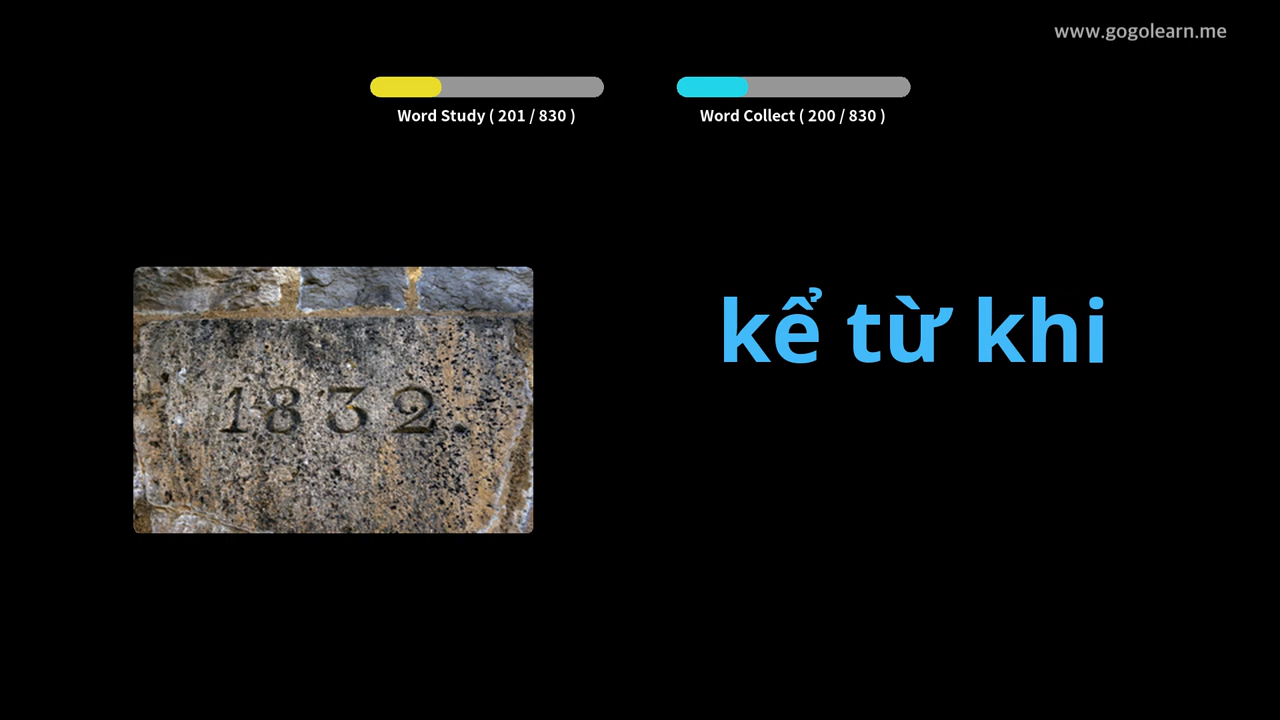 www.gogolearn.me
Word Study ( 201 / 830 )
Word Collect ( 200 / 830 )
kể từ khi
1832.